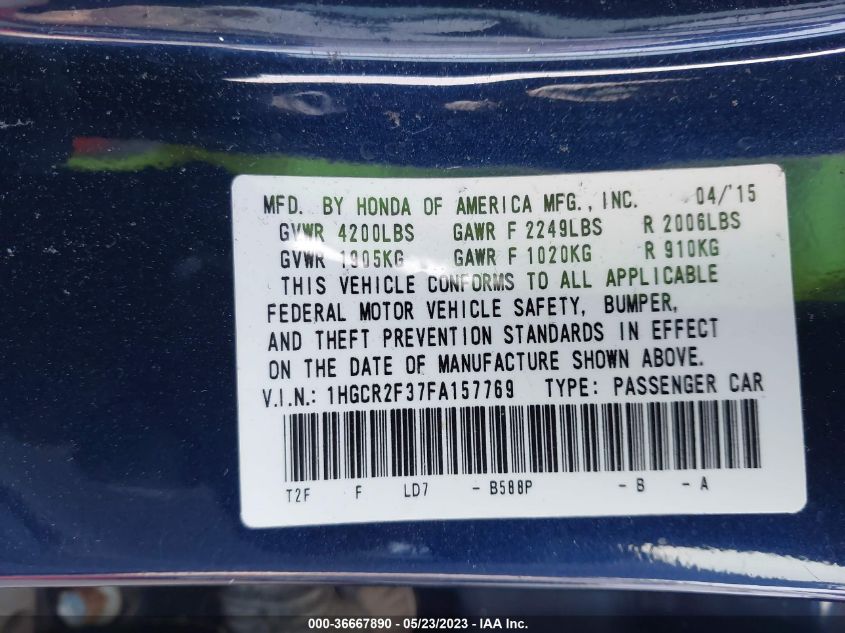 MFD. BY HONDA OF AMERICA MFG., INC. 04/'15
GVWR 4200LBS GAWR F 2249LBS R 2006LBS
GVWR 1905KG GAWR F 1020KG R 910KG
THIS VEHICLE CONFORMS TO ALL APPLICABLE
FEDERAL MOTOR VEHICLE SAFETY, BUMPER,
AND THEFT PREVENTION STANDARDS IN EFFECT
ON THE DATE OF MANUFACTURE SHOWN ABOVE.
V.I.N.: 1HGCR2F37FA157769 TYPE: PASSENGER CAR
T2F F LD7 - B588P - B - A
000-36667890 - 05/23/2023 - IAA Inc.